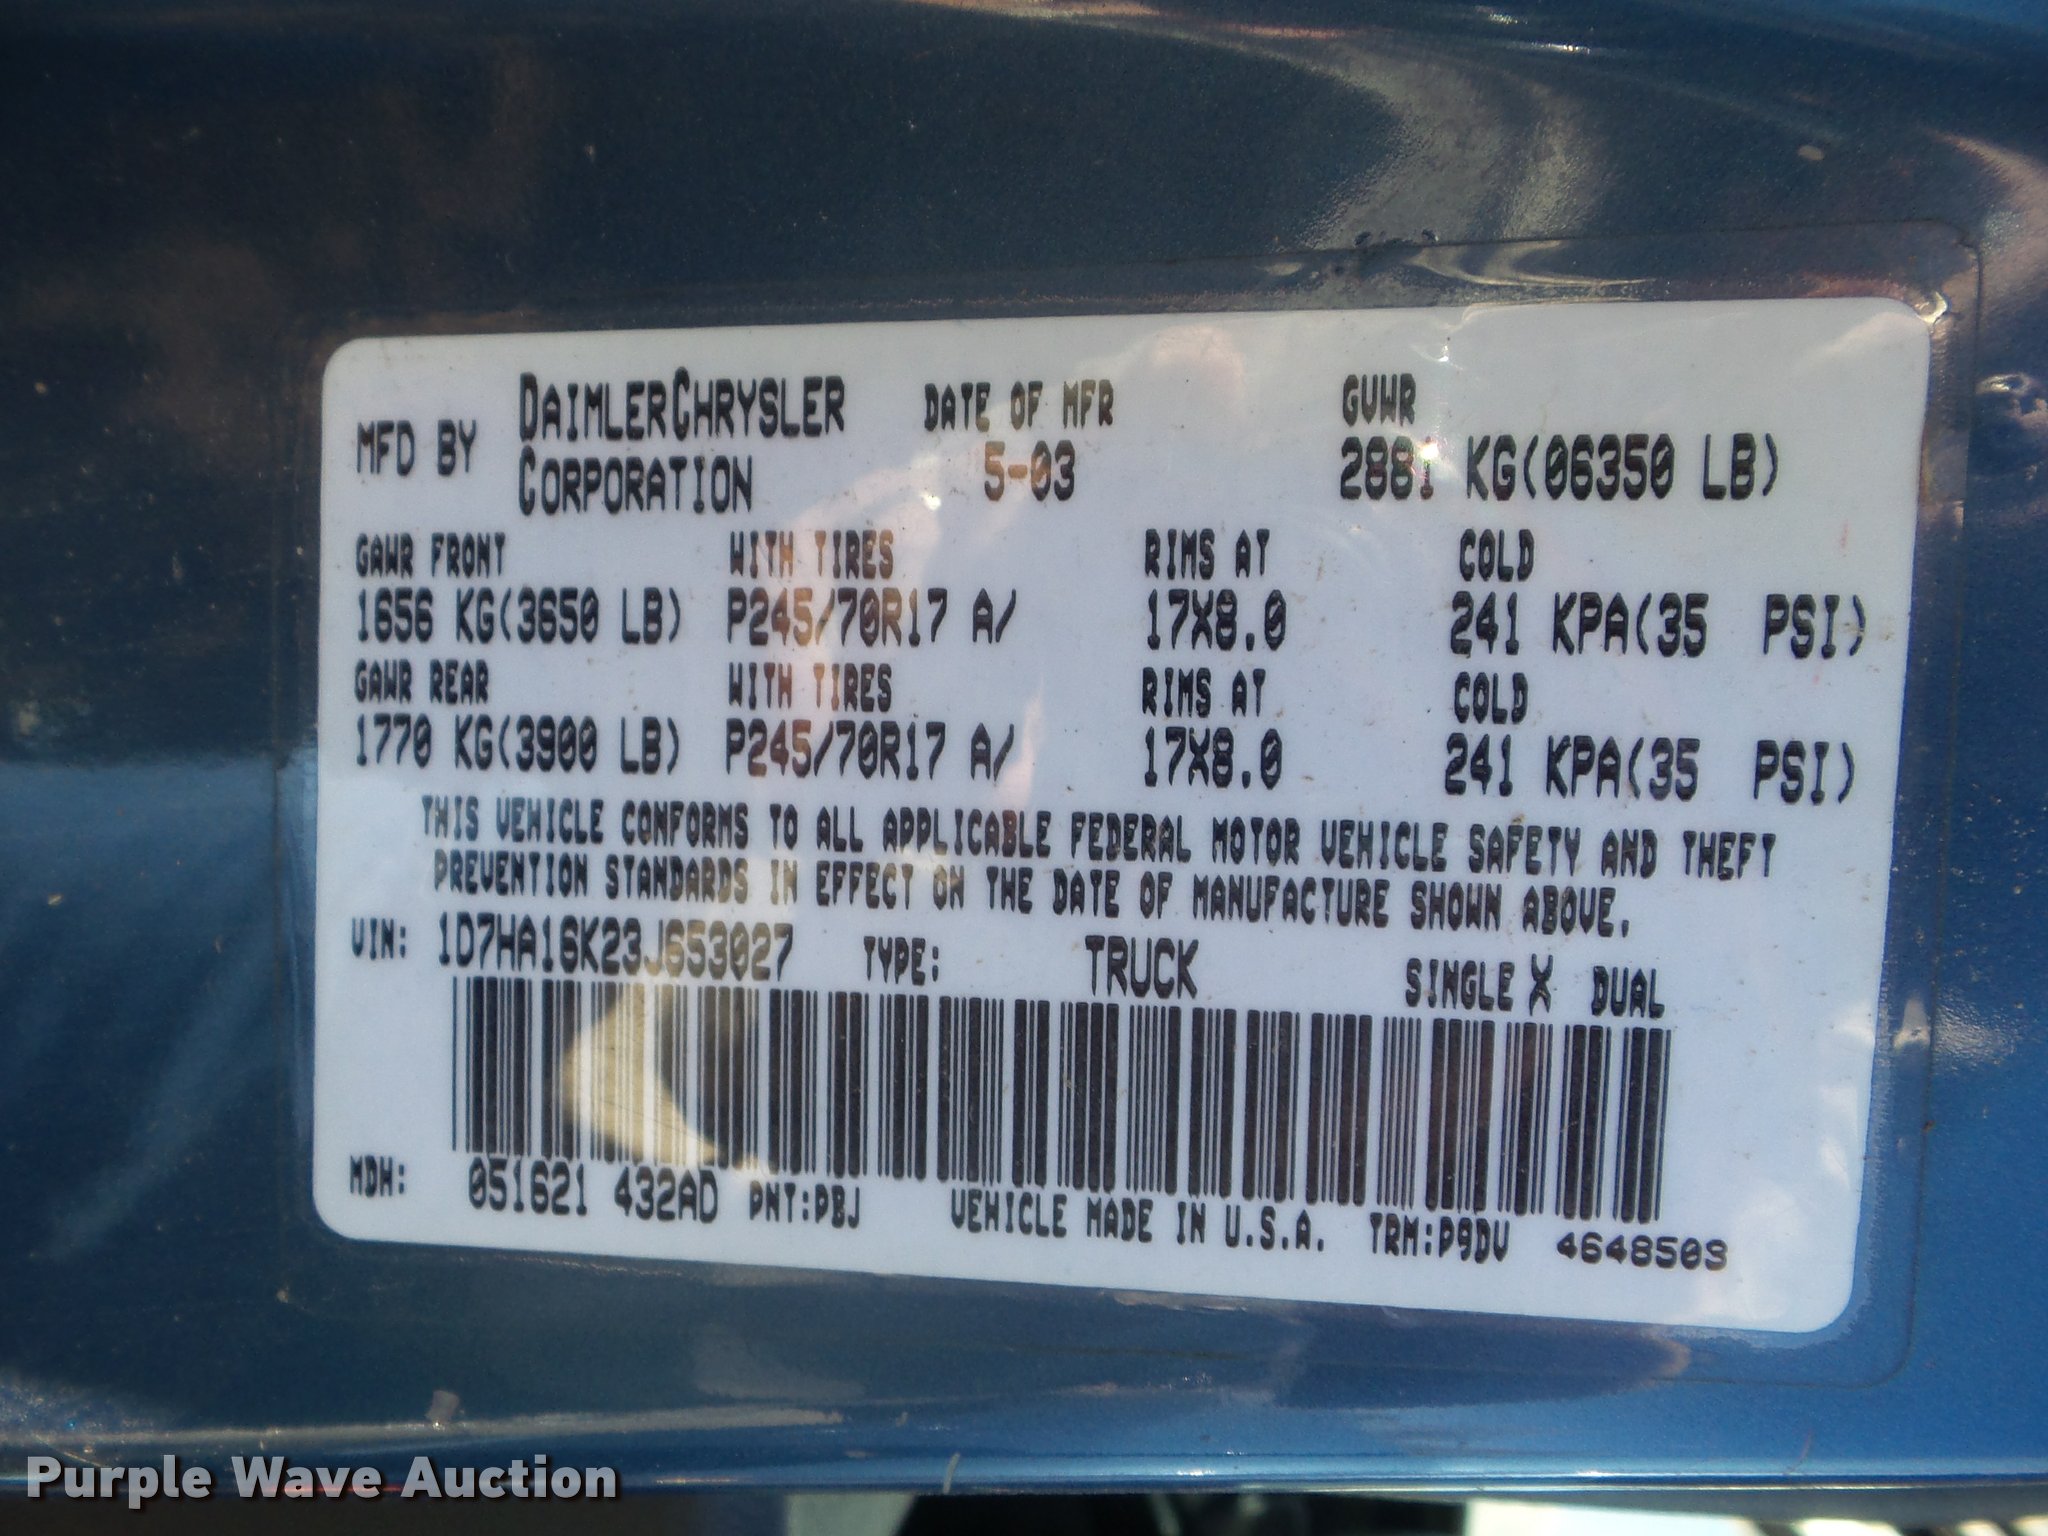 MFD BY DAIMLERCHRYSLER CORPORATION DATE OF MFR 5-03 GVWR 2881 KG(06350 LB)
GAWR FRONT WITH TIRES RIMS AT COLD
1656 KG(3650 LB) P245/70R17 A/ 17X8.0 241 KPA(35 PSI)
GAWR REAR WITH TIRES RIMS AT COLD
1770 KG(3900 LB) P245/70R17 A/ 17X8.0 241 KPA(35 PSI)
THIS VEHICLE CONFORMS TO ALL APPLICABLE FEDERAL MOTOR VEHICLE SAFETY AND THEFT
PREVENTION STANDARDS IN EFFECT ON THE DATE OF MANUFACTURE SHOWN ABOVE.
VIN: 1D7HA16K23J653027 TYPE: TRUCK SINGLE X DUAL
MDH: 051621 432AD PNT:PBJ VEHICLE MADE IN U.S.A. TRM:P9DV 46485093
Purple Wave Auction